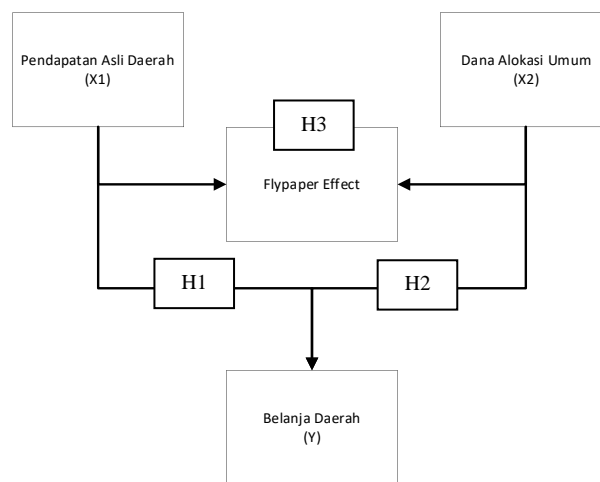 Pendapatan Asli Daerah
(X1)
Dana Alokasi Umum
(X2)
H3
Flypaper Effect
H1
H2
Belanja Daerah
(Y)